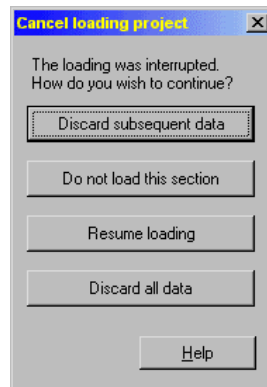 Cancel loading project
The loading was interrupted.
How do you wish to continue?
Discard subsequent data
Do not load this section
Resume loading
Discard all data
Help